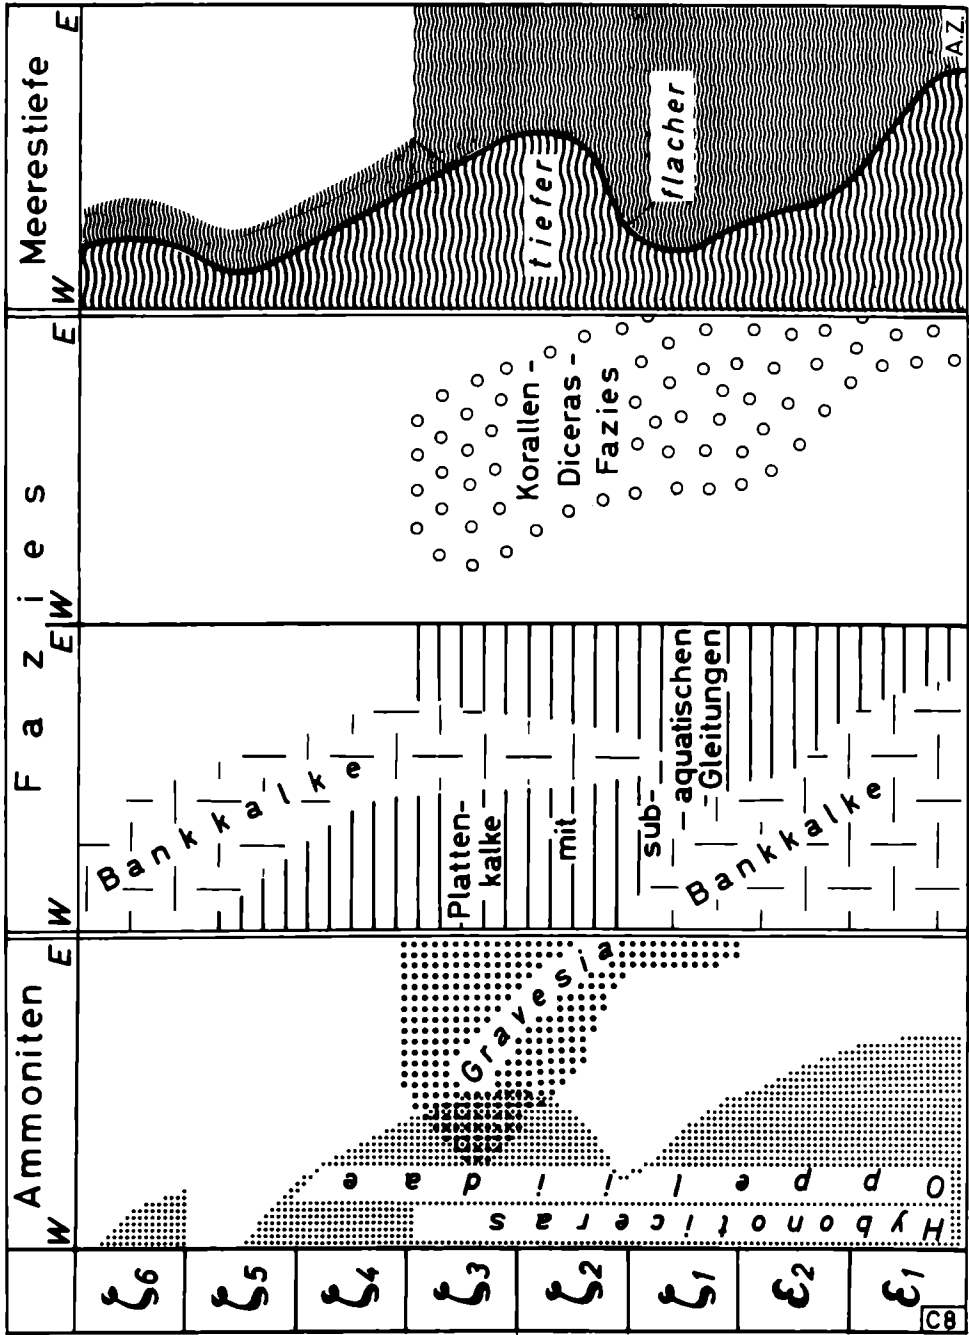 Meerestiefe
W
E
tiefer
flacher
A.Z.
Fazies
W
E
Korallen-
Diceras-
Fazies
W
E
Bankkalke
Platten-
kalke
mit
sub-
aquatischen
Gleitungen
Bankkalke
Ammoniten
W
E
Gravesia
Oppeliidae
Hybonoticeras
ζ6
ζ5
ζ4
ζ3
ζ2
ζ1
ε2
ε1
C8